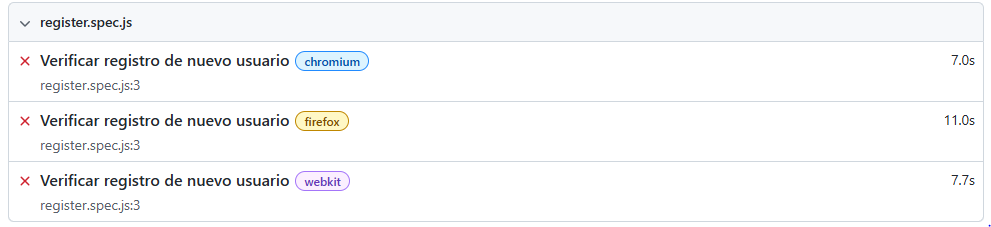 register.spec.js
Verificar registro de nuevo usuario chromium 7.0s
register.spec.js:3
Verificar registro de nuevo usuario firefox 11.0s
register.spec.js:3
Verificar registro de nuevo usuario webkit 7.7s
register.spec.js:3